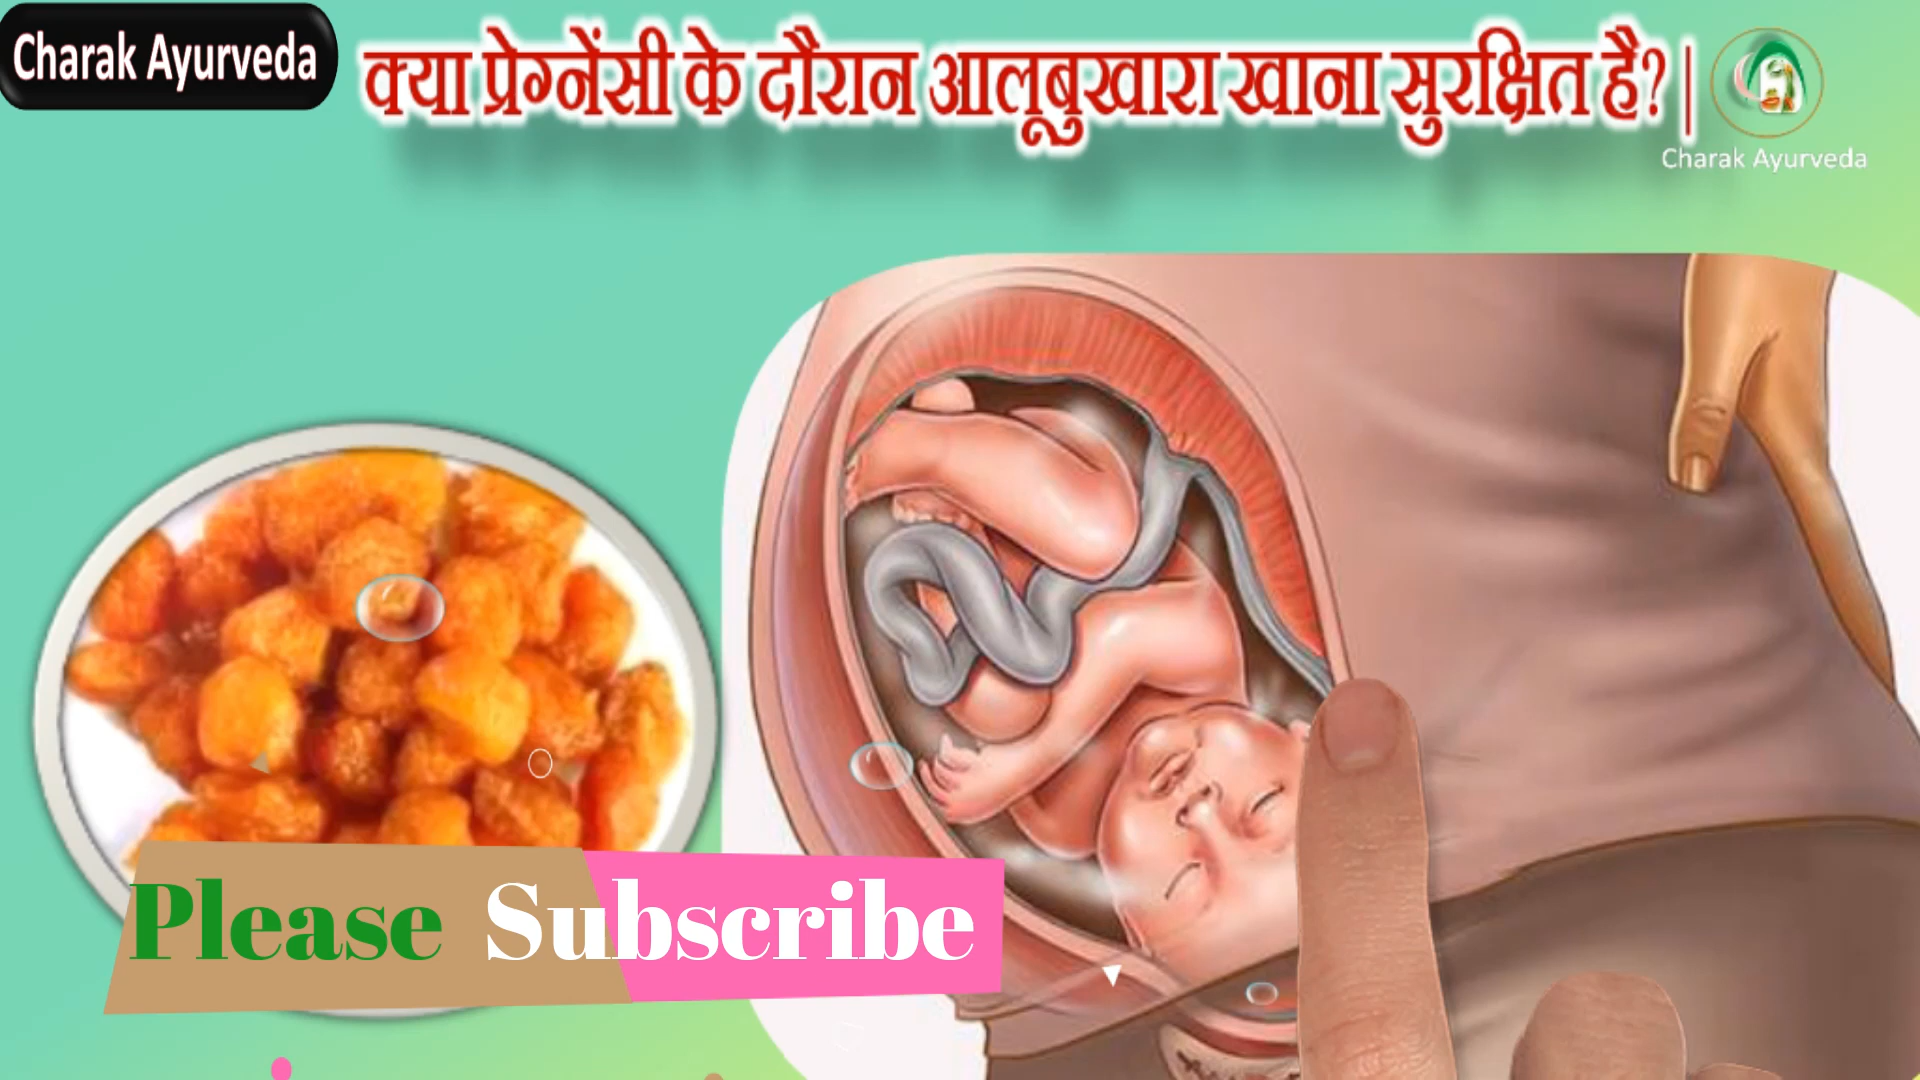 Charak Ayurveda
क्या प्रेग्नेंसी के दौरान आलूबुखारा खाना सुरक्षित है? |
Charak Ayurveda
Please Subscribe